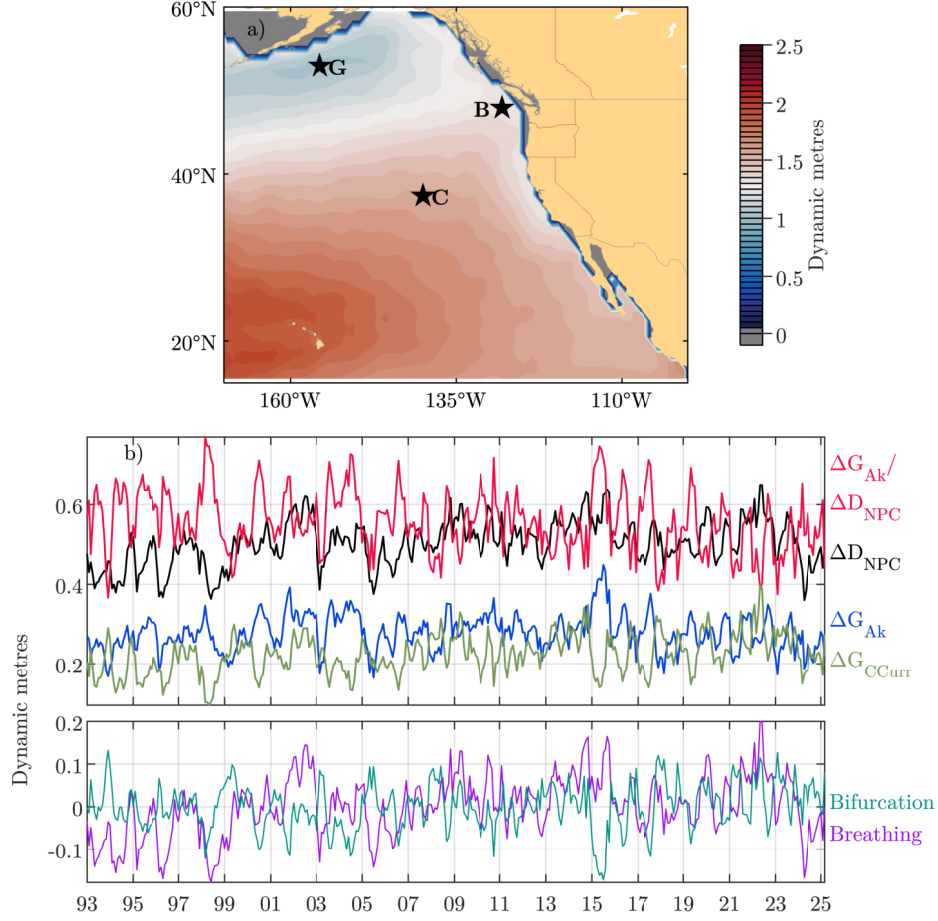 60°N
a)
G
B
40°N
C
20°N
160°W 135°W 110°W
2.5
2
1.5
1
0.5
0
Dynamic metres
b)
0.6
0.4
0.2
ΔG_Ak/
ΔD_NPC
ΔD_NPC
ΔG_Ak
ΔG_CCurr
Dynamic metres
0.2
0.1
0
-0.1
Bifurcation
Breathing
93 95 97 99 01 03 05 07 09 11 13 15 17 19 21 23 25